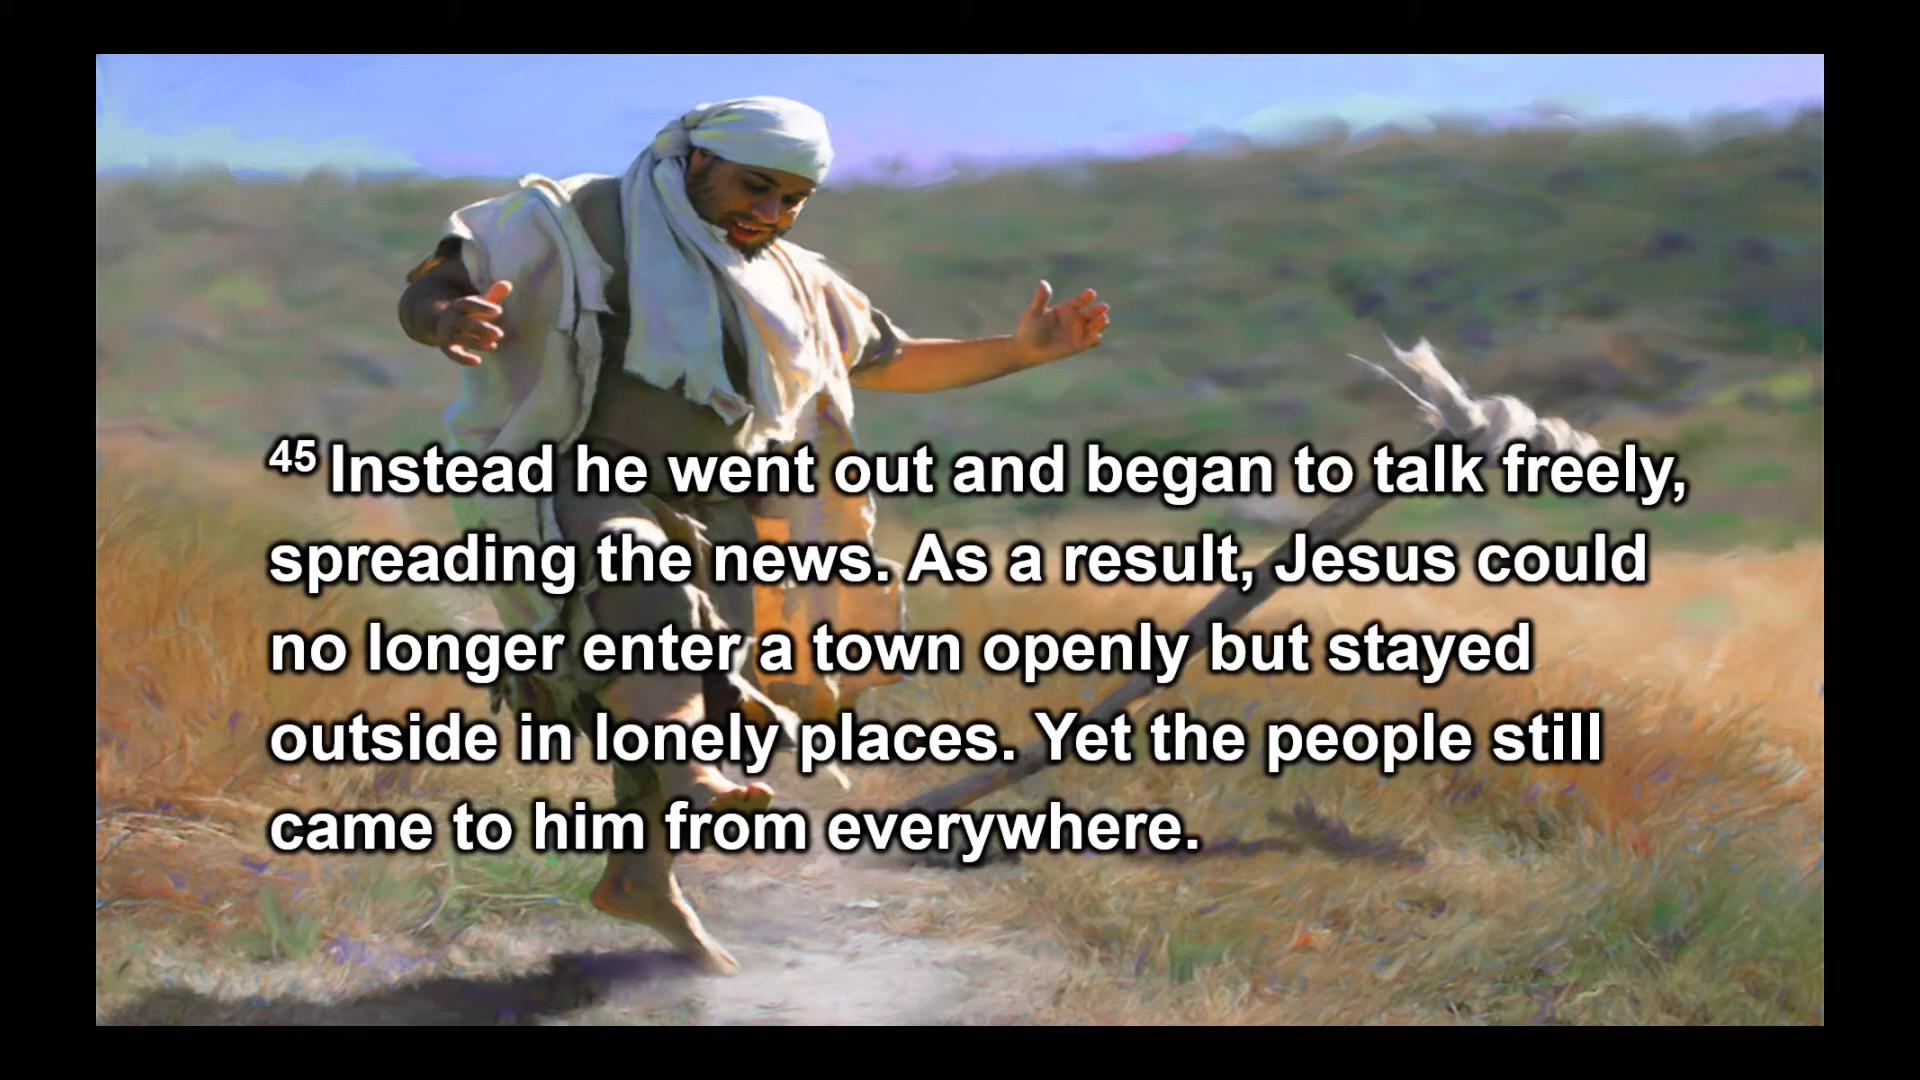 45 Instead he went out and began to talk freely,
spreading the news. As a result, Jesus could
no longer enter a town openly but stayed
outside in lonely places. Yet the people still
came to him from everywhere.